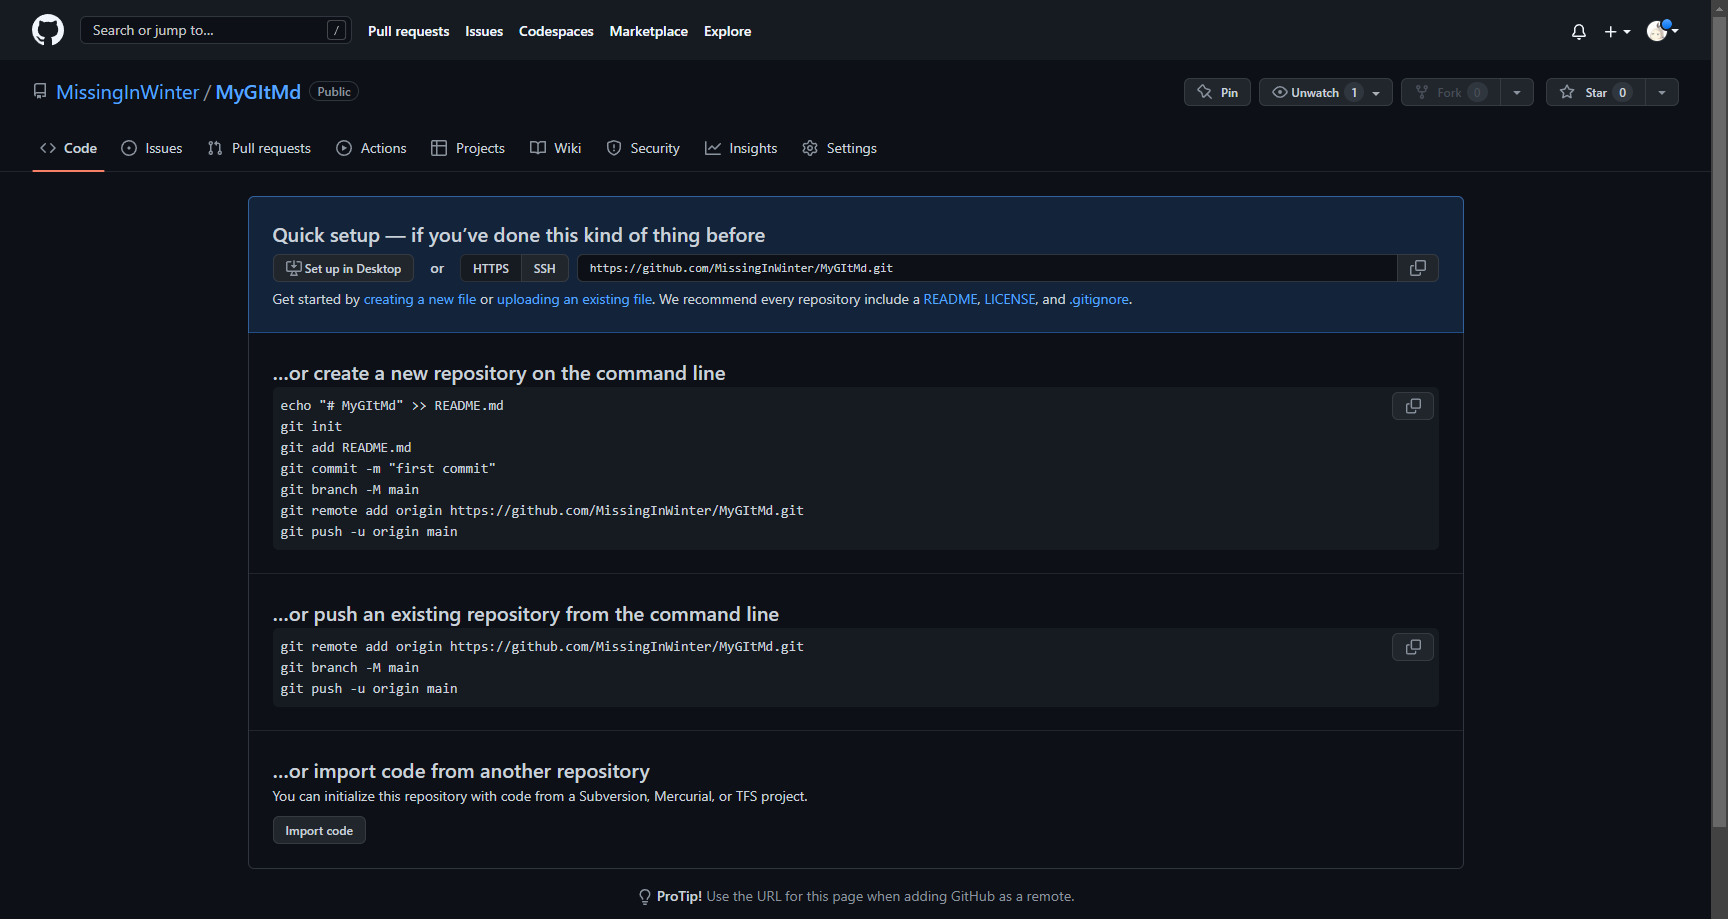 Search or jump to... /
Pull requests Issues Codespaces Marketplace Explore
MissingInWinter / MyGItMd Public
Pin Unwatch 1 Fork 0 Star 0
Code Issues Pull requests Actions Projects Wiki Security Insights Settings
Quick setup — if you’ve done this kind of thing before
Set up in Desktop or HTTPS SSH https://github.com/MissingInWinter/MyGItMd.git
Get started by creating a new file or uploading an existing file. We recommend every repository include a README, LICENSE, and .gitignore.
…or create a new repository on the command line
echo "# MyGItMd" >> README.md
git init
git add README.md
git commit -m "first commit"
git branch -M main
git remote add origin https://github.com/MissingInWinter/MyGItMd.git
git push -u origin main
…or push an existing repository from the command line
git remote add origin https://github.com/MissingInWinter/MyGItMd.git
git branch -M main
git push -u origin main
…or import code from another repository
You can initialize this repository with code from a Subversion, Mercurial, or TFS project.
Import code
ProTip! Use the URL for this page when adding GitHub as a remote.